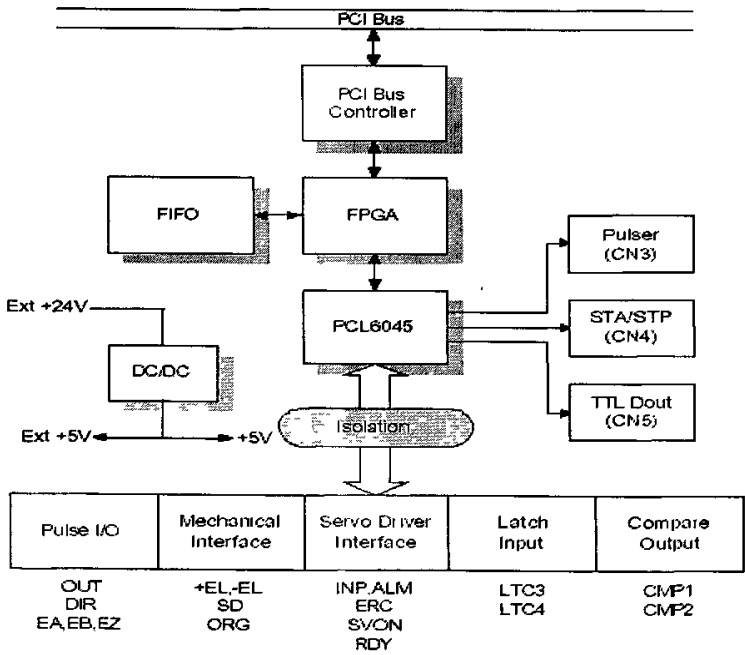 PCI Bus
PCI Bus
Controller
FIFO
FPGA
Pulser
(CN3)
Ext +24V
PCL6045
STA/STP
(CN4)
DC/DC
TTL Dout
(CN5)
Ext +5V
+5V
Isolation
Pulse I/O
Mechanical
Interface
Servo Driver
Interface
Latch
Input
Compare
Output
OUT
DIR
EA,EB,EZ
+EL,-EL
SD
ORG
INP,ALM
ERC
SVON
RDY
LTC3
LTC4
CMP1
CMP2